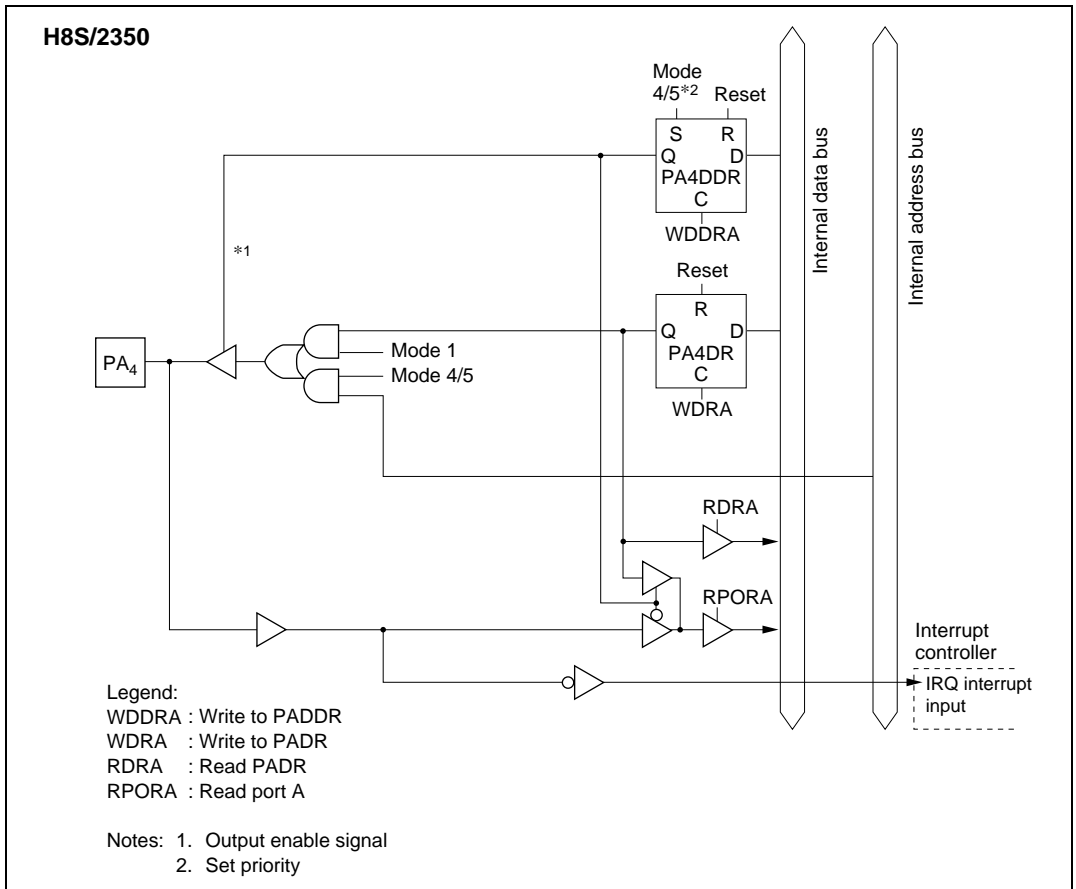 H8S/2350
Mode
4/5*2 Reset
S R
Q D
PA4DDR
C
WDDRA
Internal data bus
Internal address bus
*1
Reset
R
Q D
PA4DR
C
WDRA
Mode 1
Mode 4/5
PA4
RDRA
RPORA
Interrupt
controller
IRQ interrupt
input
Legend:
WDDRA : Write to PADDR
WDRA : Write to PADR
RDRA : Read PADR
RPORA : Read port A
Notes: 1. Output enable signal
2. Set priority